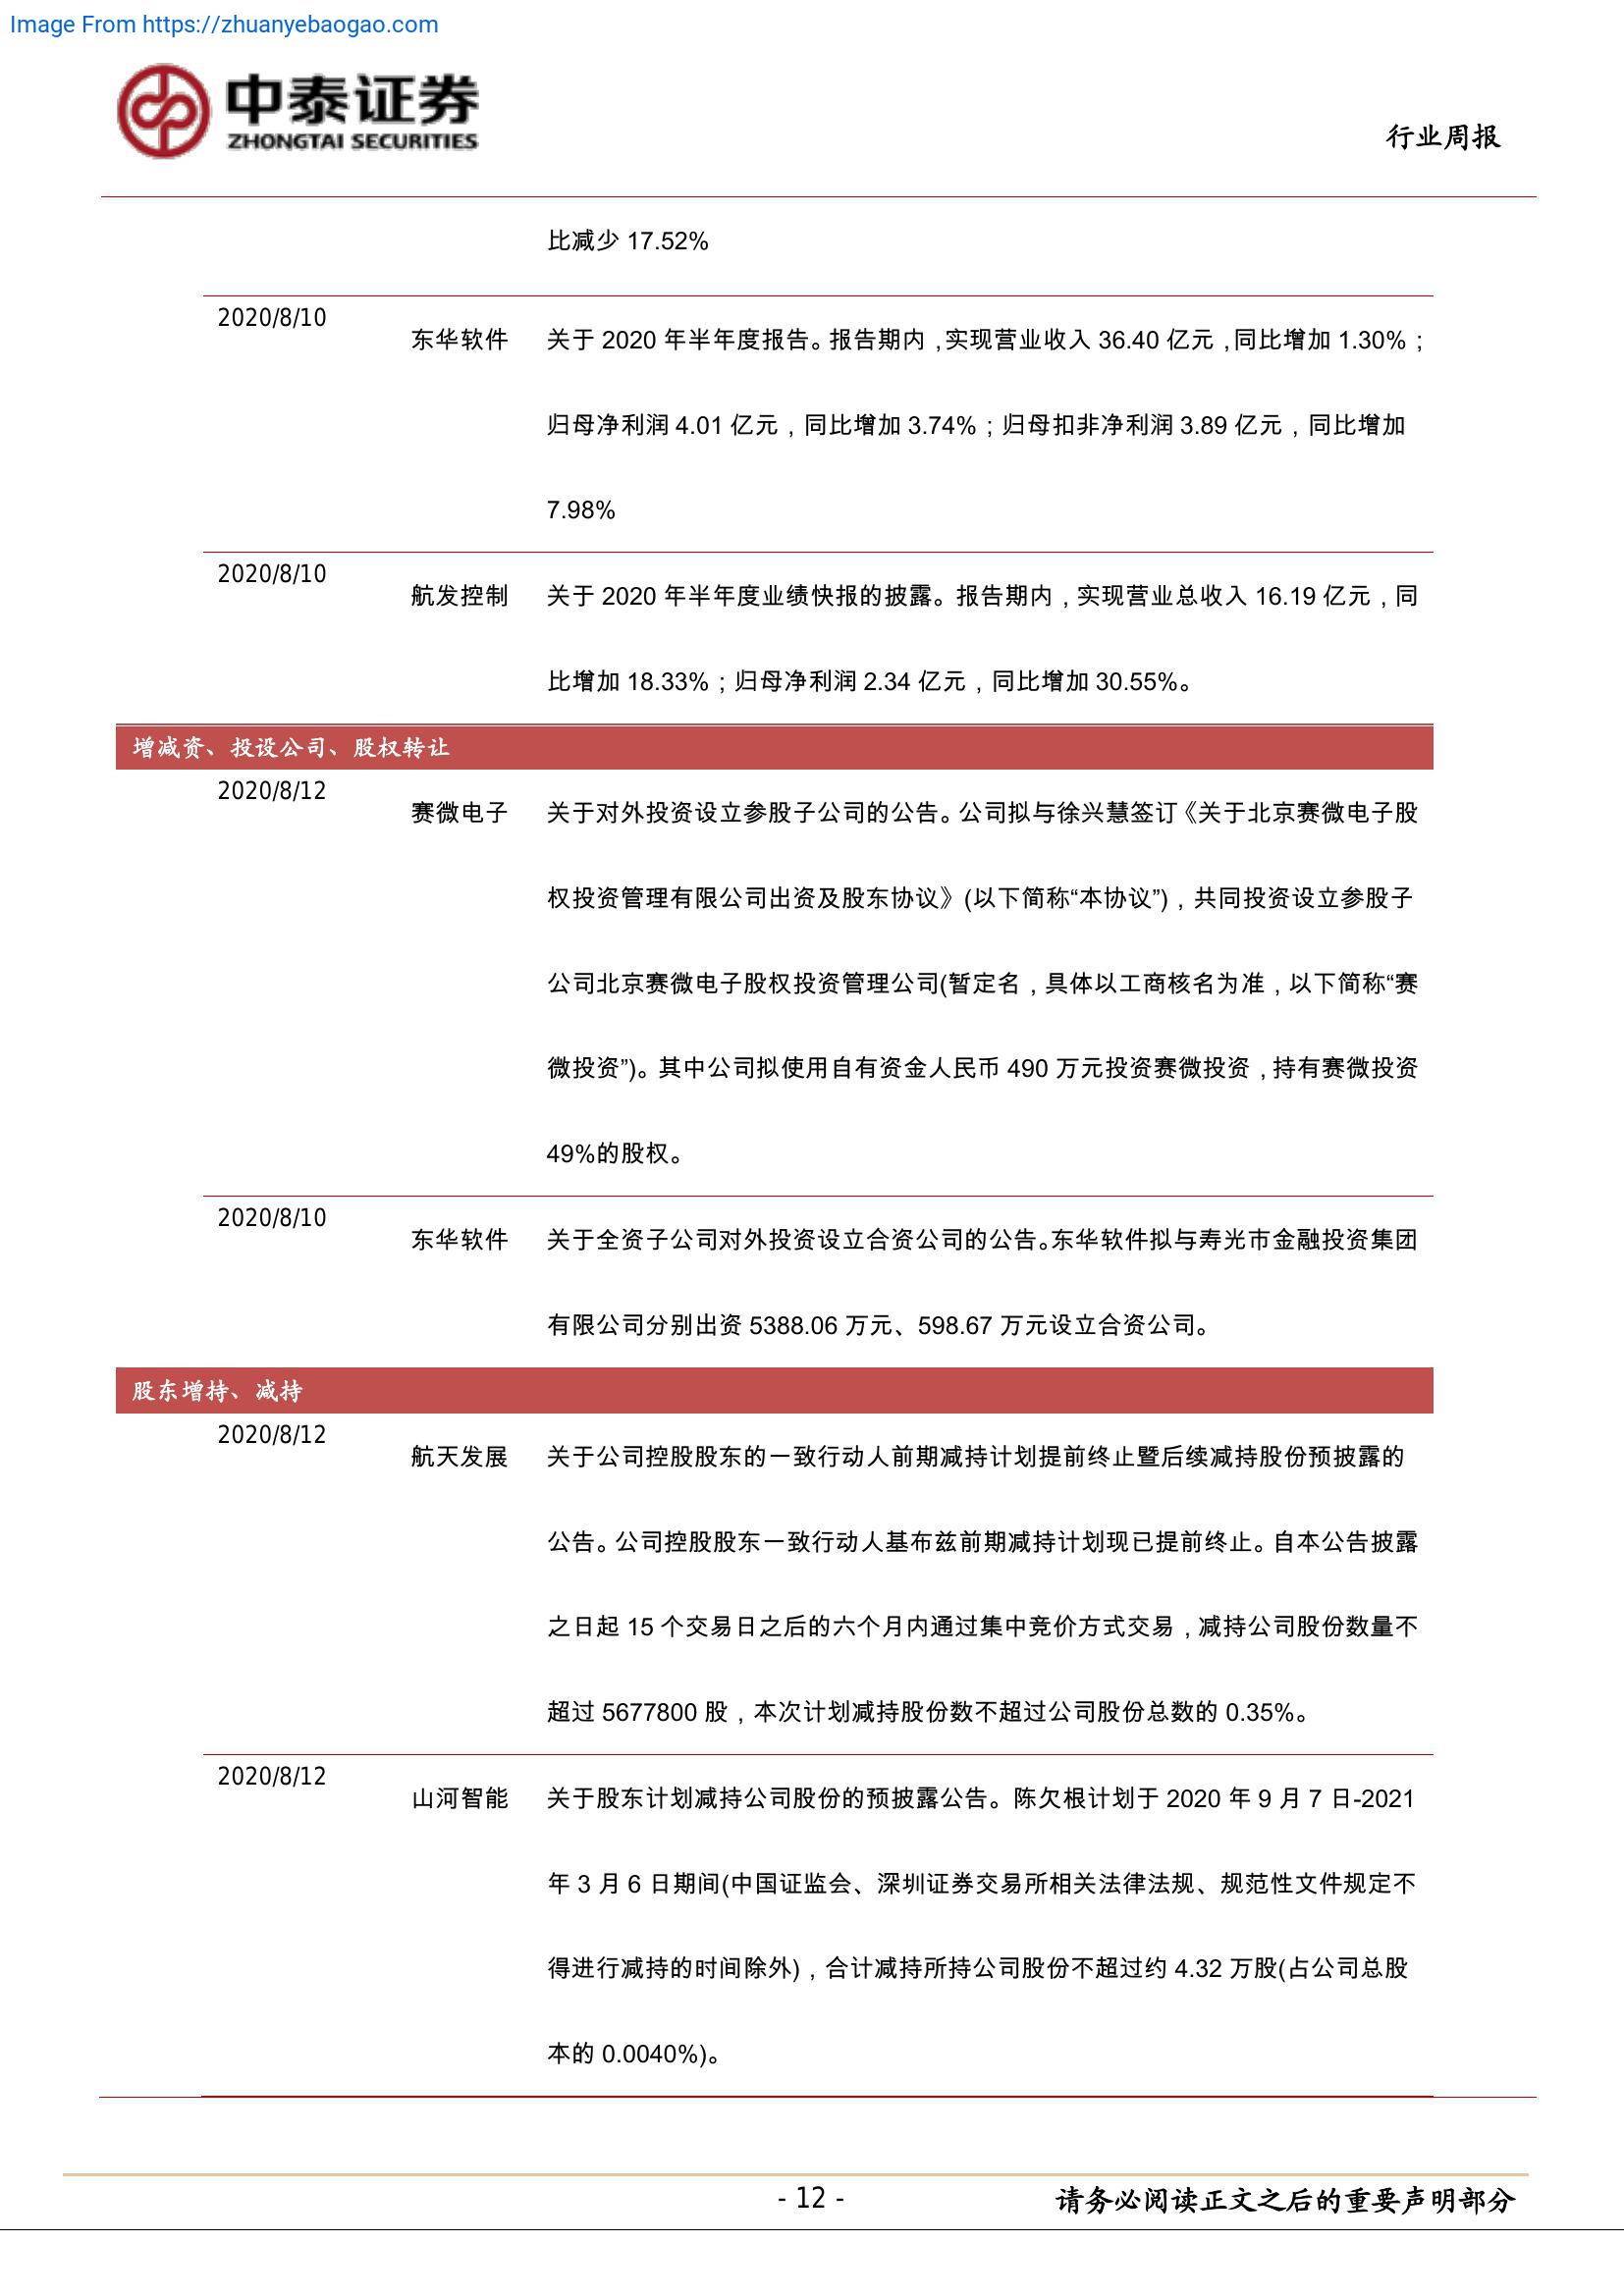 Image From https://zhuanyebaogao.com
中泰证券
ZHONGTAI SECURITIES
行业周报
比减少 17.52%
2020/8/10
东华软件
关于 2020 年半年度报告。报告期内，实现营业收入 36.40 亿元，同比增加 1.30%；
归母净利润 4.01 亿元，同比增加 3.74%；归母扣非净利润 3.89 亿元，同比增加
7.98%
2020/8/10
航发控制
关于 2020 年半年度业绩快报的披露。报告期内，实现营业总收入 16.19 亿元，同
比增加 18.33%；归母净利润 2.34 亿元，同比增加 30.55%。
增减资、投设公司、股权转让
2020/8/12
赛微电子
关于对外投资设立参股子公司的公告。公司拟与徐兴慧签订《关于北京赛微电子股
权投资管理有限公司出资及股东协议》(以下简称“本协议”)，共同投资设立参股子
公司北京赛微电子股权投资管理公司(暂定名，具体以工商核名为准，以下简称“赛
微投资”)。其中公司拟使用自有资金人民币 490 万元投资赛微投资，持有赛微投资
49%的股权。
2020/8/10
东华软件
关于全资子公司对外投资设立合资公司的公告。东华软件拟与寿光市金融投资集团
有限公司分别出资 5388.06 万元、598.67 万元设立合资公司。
股东增持、减持
2020/8/12
航天发展
关于公司控股股东的一致行动人前期减持计划提前终止暨后续减持股份预披露的
公告。公司控股股东一致行动人基布兹前期减持计划现已提前终止。自本公告披露
之日起 15 个交易日之后的六个月内通过集中竞价方式交易，减持公司股份数量不
超过 5677800 股，本次计划减持股份数不超过公司股份总数的 0.35%。
2020/8/12
山河智能
关于股东计划减持公司股份的预披露公告。陈欠根计划于 2020 年 9 月 7 日-2021
年 3 月 6 日期间(中国证监会、深圳证券交易所相关法律法规、规范性文件规定不
得进行减持的时间除外)，合计减持所持公司股份不超过约 4.32 万股(占公司总股
本的 0.0040%)。
- 12 -
请务必阅读正文之后的重要声明部分